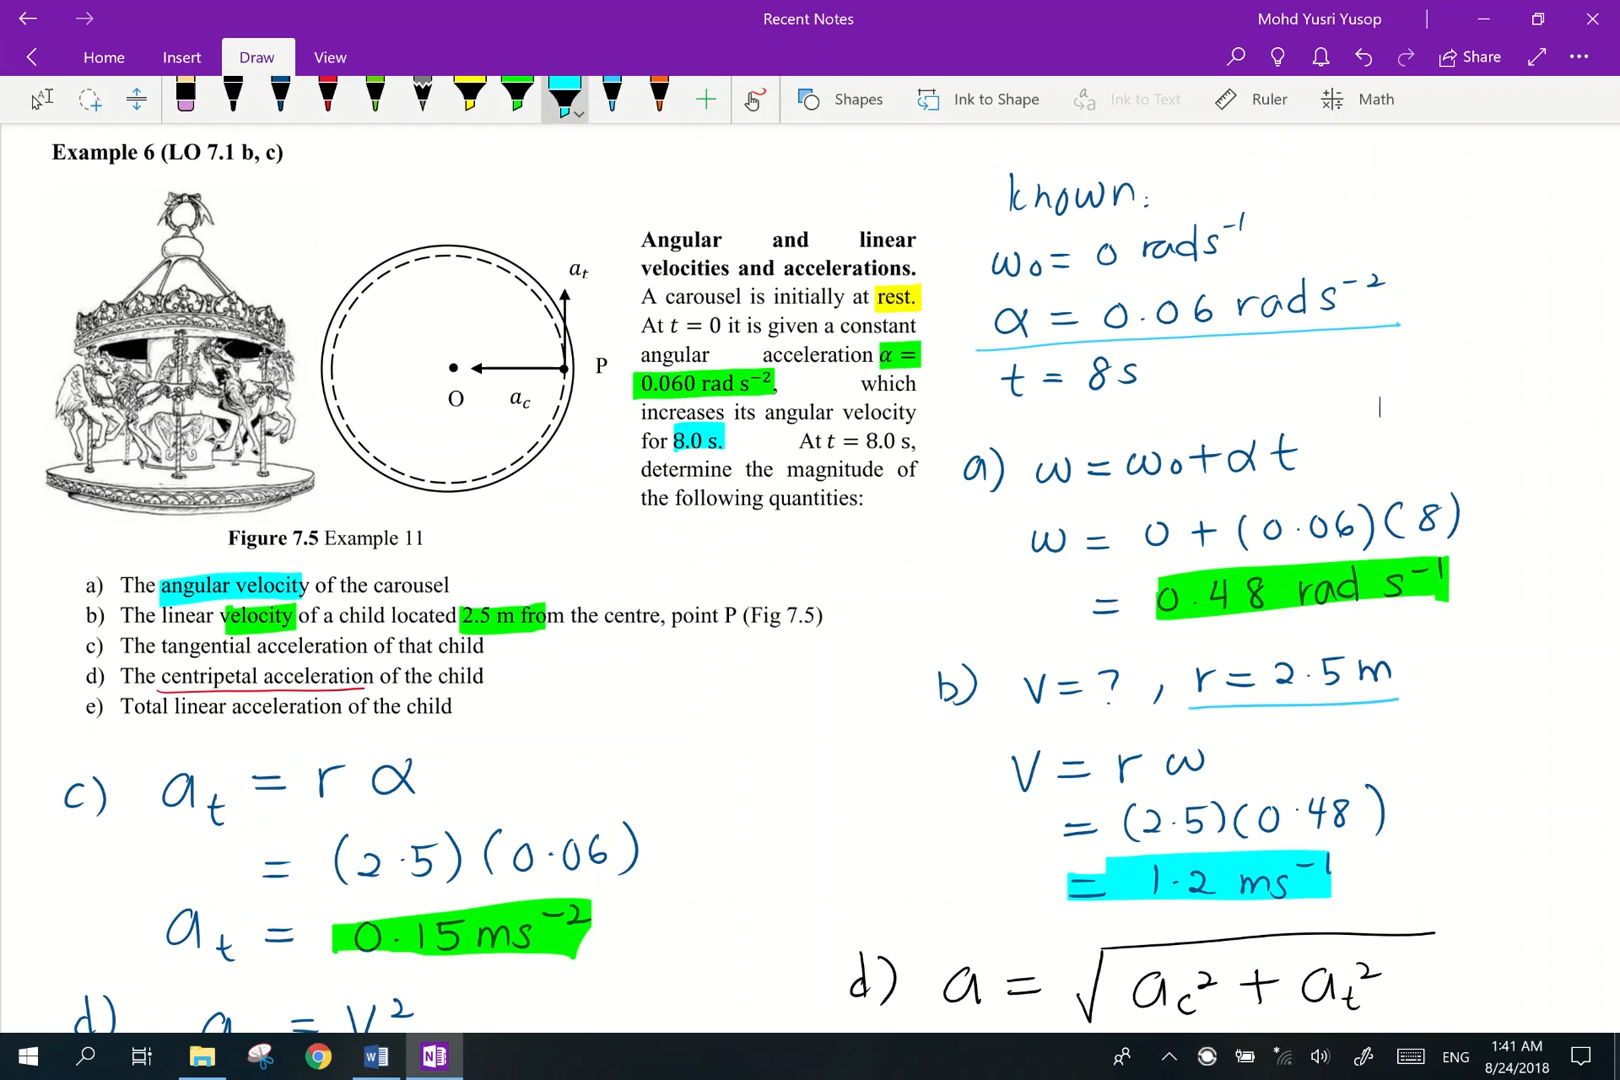 Recent Notes
Mohd Yusri Yusop
Home Insert Draw View
Share
Shapes Ink to Shape Ink to Text Ruler Math
Example 6 (LO 7.1 b, c)
a_t
P
O
a_c
Figure 7.5 Example 11
Angular and linear
velocities and accelerations.
A carousel is initially at rest.
At t = 0 it is given a constant
angular acceleration α =
0.060 rad s⁻², which
increases its angular velocity
for 8.0 s. At t = 8.0 s,
determine the magnitude of
the following quantities:
a) The angular velocity of the carousel
b) The linear velocity of a child located 2.5 m from the centre, point P (Fig 7.5)
c) The tangential acceleration of that child
d) The centripetal acceleration of the child
e) Total linear acceleration of the child
known:
ω₀ = 0 rads⁻¹
α = 0.06 rads⁻²
t = 8s
a) ω = ω₀ + αt
ω = 0 + (0.06)(8)
= 0.48 rad s⁻¹
b) v = ? , r = 2.5 m
v = r ω
= (2.5)(0.48)
= 1.2 ms⁻¹
c) a_t = r α
= (2.5)(0.06)
a_t = 0.15 ms⁻²
d) a = √(a_c² + a_t²)
d) a = v²
ENG
1:41 AM
8/24/2018